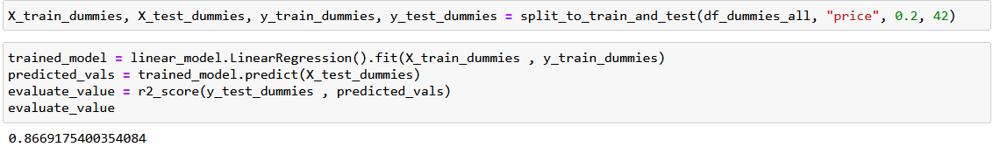 X_train_dummies, X_test_dummies, y_train_dummies, y_test_dummies = split_to_train_and_test(df_dummies_all, "price", 0.2, 42)
trained_model = linear_model.LinearRegression().fit(X_train_dummies , y_train_dummies)
predicted_vals = trained_model.predict(X_test_dummies)
evaluate_value = r2_score(y_test_dummies , predicted_vals)
evaluate_value
0.8669175400354084